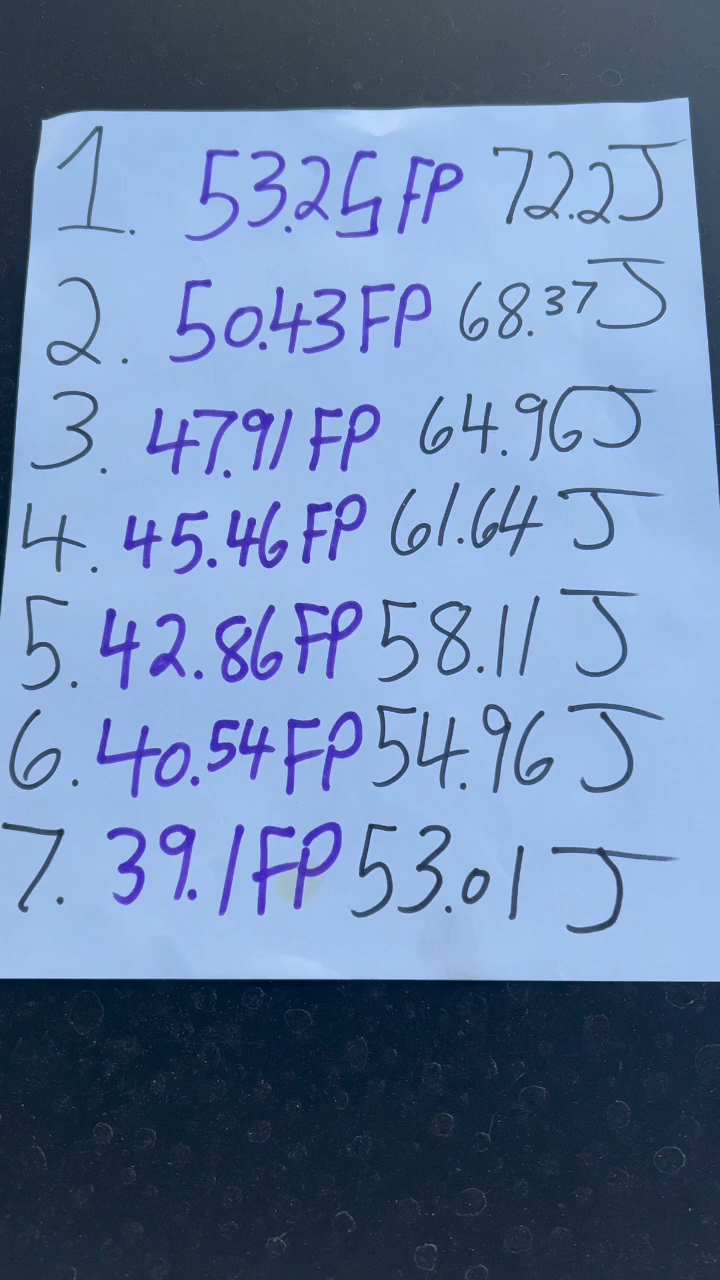 1. 53.25 FP 72.2 J
2. 50.43 FP 68.37 J
3. 47.91 FP 64.96 J
4. 45.46 FP 61.64 J
5. 42.86 FP 58.11 J
6. 40.54 FP 54.96 J
7. 39.1 FP 53.01 J